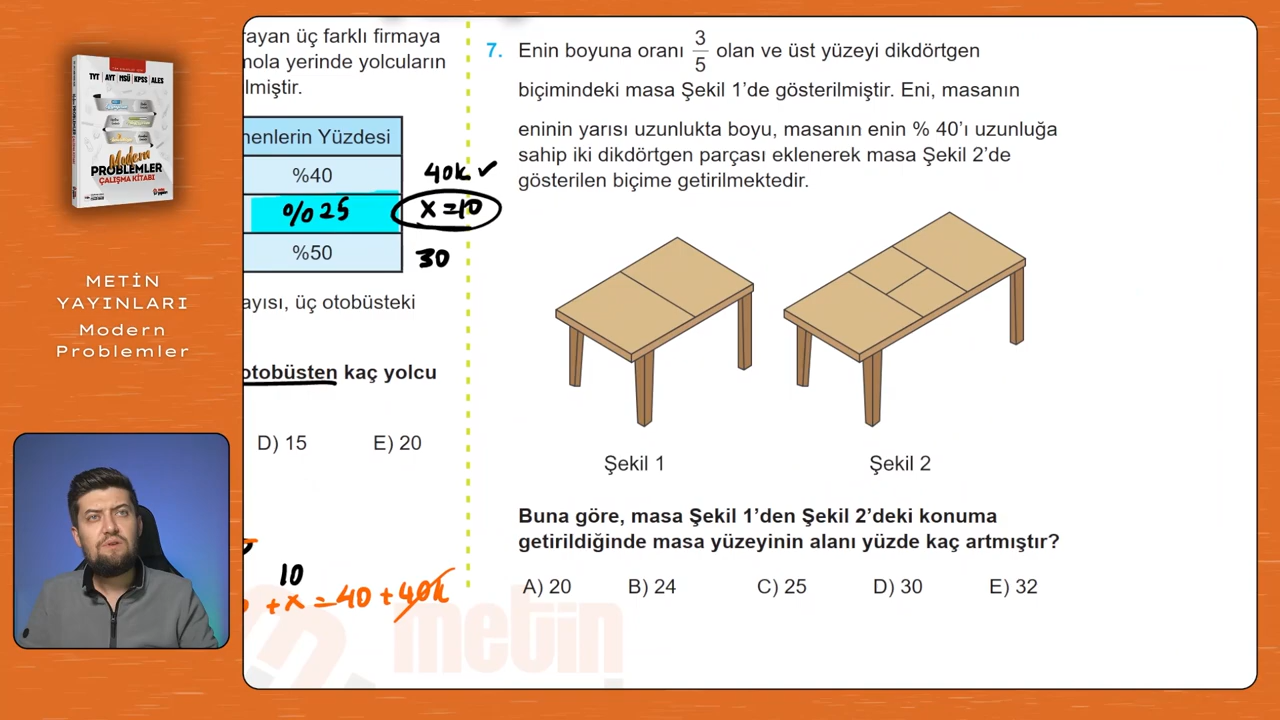 TYT | AYT | MSÜ | KPSS | ALES
Modern
PROBLEMLER
ÇALIŞMA KİTABI
METİN
YAYINLARI
Modern
Problemler
rayan üç farklı firmaya
mola yerinde yolcuların
lmiştir.
nenlerin Yüzdesi
%40
40k ✓
%25
x = 10
%50
30
ayısı, üç otobüsteki
otobüsten kaç yolcu
D) 15 E) 20
10
+ x = 40 + 40k
7. Enin boyuna oranı 3/5 olan ve üst yüzeyi dikdörtgen
biçimindeki masa Şekil 1’de gösterilmiştir. Eni, masanın
eninin yarısı uzunlukta boyu, masanın enin % 40’ı uzunluğa
sahip iki dikdörtgen parçası eklenerek masa Şekil 2’de
gösterilen biçime getirilmektedir.
Şekil 1 Şekil 2
Buna göre, masa Şekil 1’den Şekil 2’deki konuma
getirildiğinde masa yüzeyinin alanı yüzde kaç artmıştır?
A) 20 B) 24 C) 25 D) 30 E) 32
metin